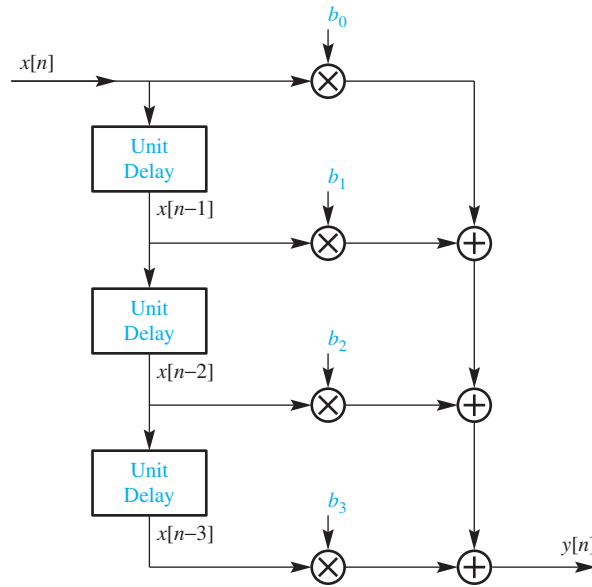 b₀
x[n]
Unit
Delay
b₁
x[n−1]
Unit
Delay
b₂
x[n−2]
Unit
Delay
b₃
x[n−3]
y[n]